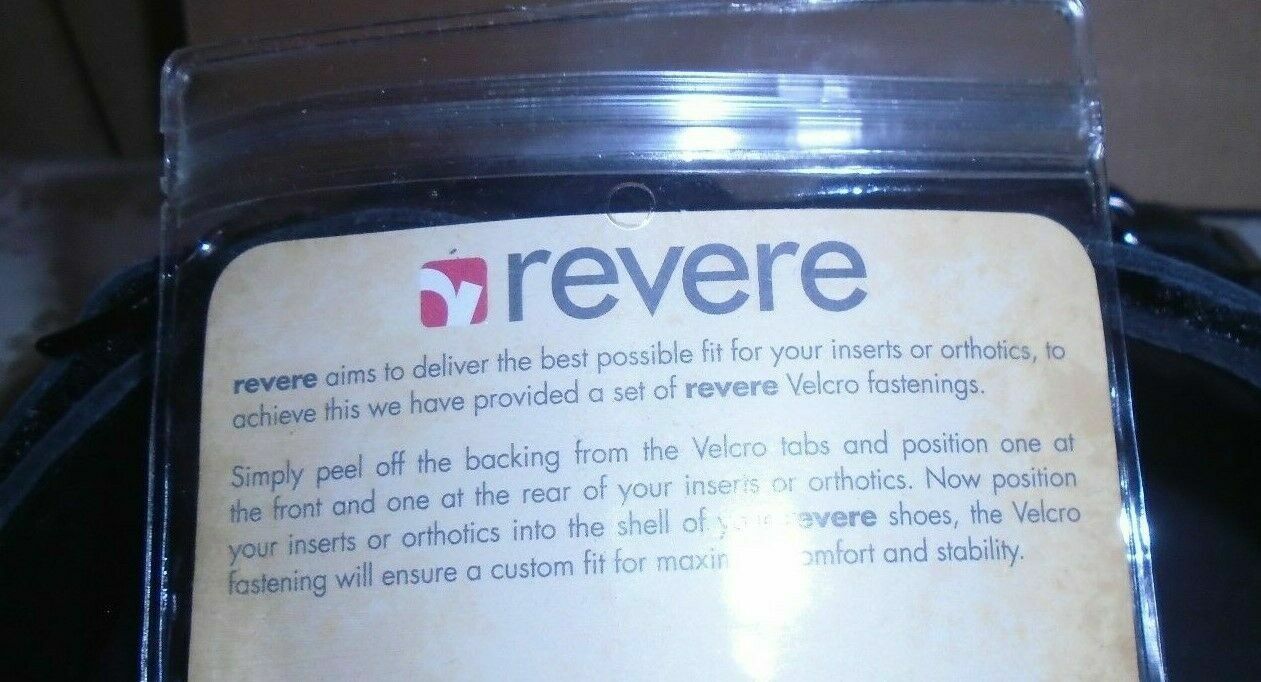 revere
revere aims to deliver the best possible fit for your inserts or orthotics, to
achieve this we have provided a set of revere Velcro fastenings.
Simply peel off the backing from the Velcro tabs and position one at
the front and one at the rear of your inserts or orthotics. Now position
your inserts or orthotics into the shell of your revere shoes, the Velcro
fastening will ensure a custom fit for comfort and stability.